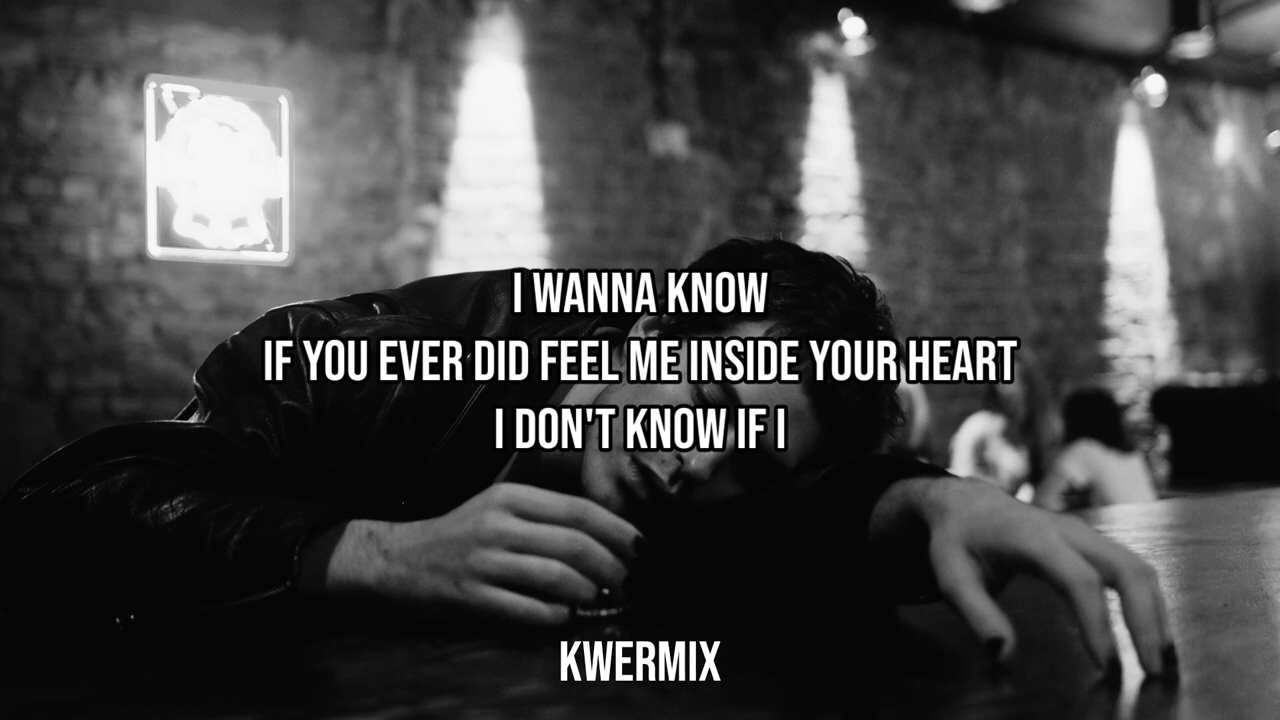 I WANNA KNOW
IF YOU EVER DID FEEL ME INSIDE YOUR HEART
I DON'T KNOW IF I
KWERMIX